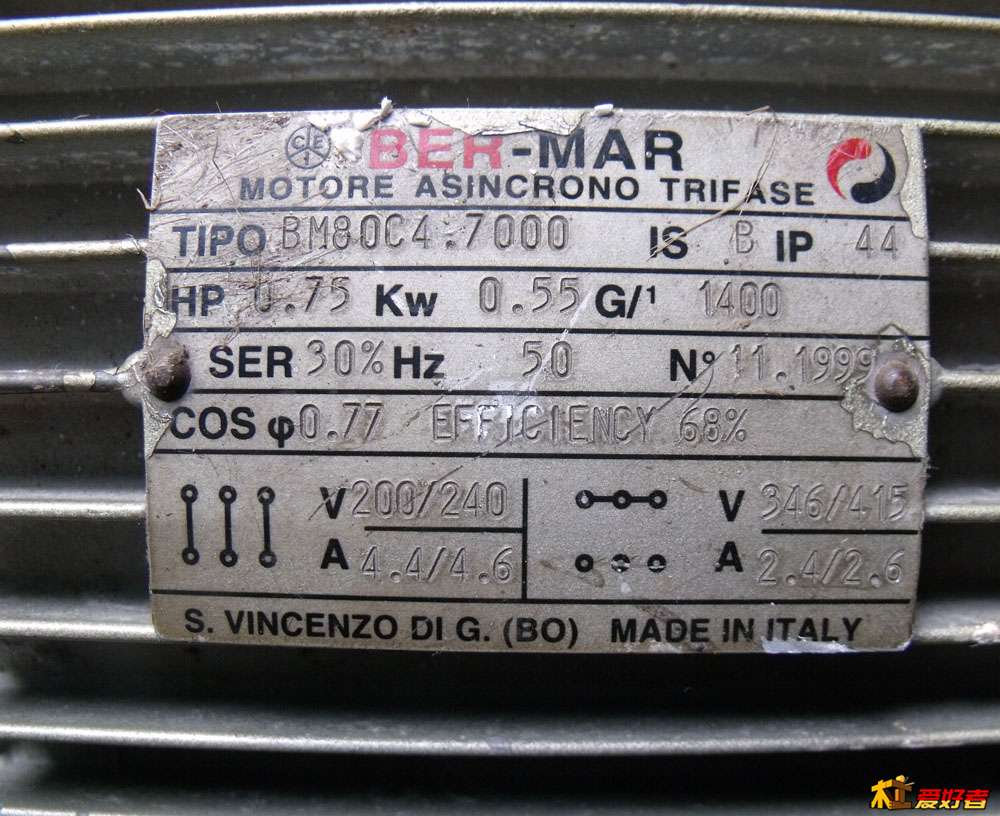 CE1 BER-MAR
MOTORE ASINCRONO TRIFASE
TIPO BM80C4.7000 IS B IP 44
HP 0.75 Kw 0.55 G/¹ 1400
SER 30% Hz 50 N° 11.1999
COS φ 0.77 EFFICIENCY 68%
V 200/240 V 346/415
A 4.4/4.6 A 2.4/2.6
S. VINCENZO DI G. (BO) MADE IN ITALY
爱好者